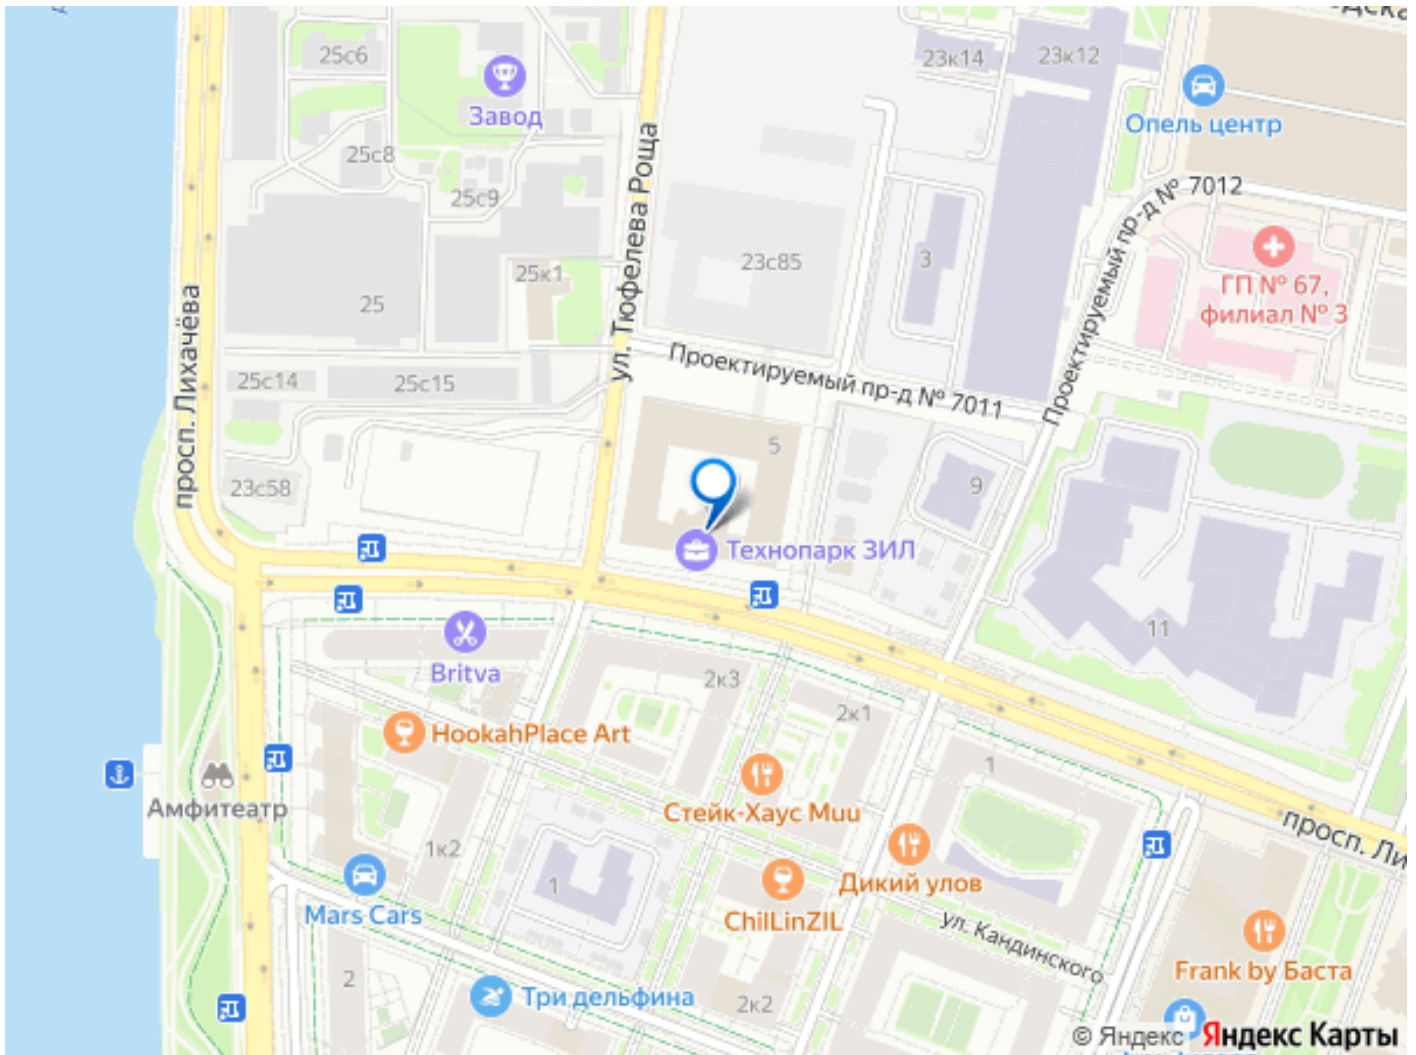 25с6
Завод
25с8
25с9
25к1
25
25с14
25с15
23с58
просп. Лихачёва
ул. Тюфелева Роща
23к14
23к12
Опель центр
Проектируемый пр-д № 7012
3
23с85
ГП № 67,
филиал № 3
Проектируемый пр-д № 7011
5
9
Технопарк ЗИЛ
11
Britva
2к3
2к1
HookahPlace Art
1
Стейк-Хаус Muu
Амфитеатр
просп. Ли
1к2
1
Дикий улов
Mars Cars
ChilLinZIL
ул. Кандинского
Frank by Баста
2
Три дельфина
2к2
© Яндекс Яндекс Карты